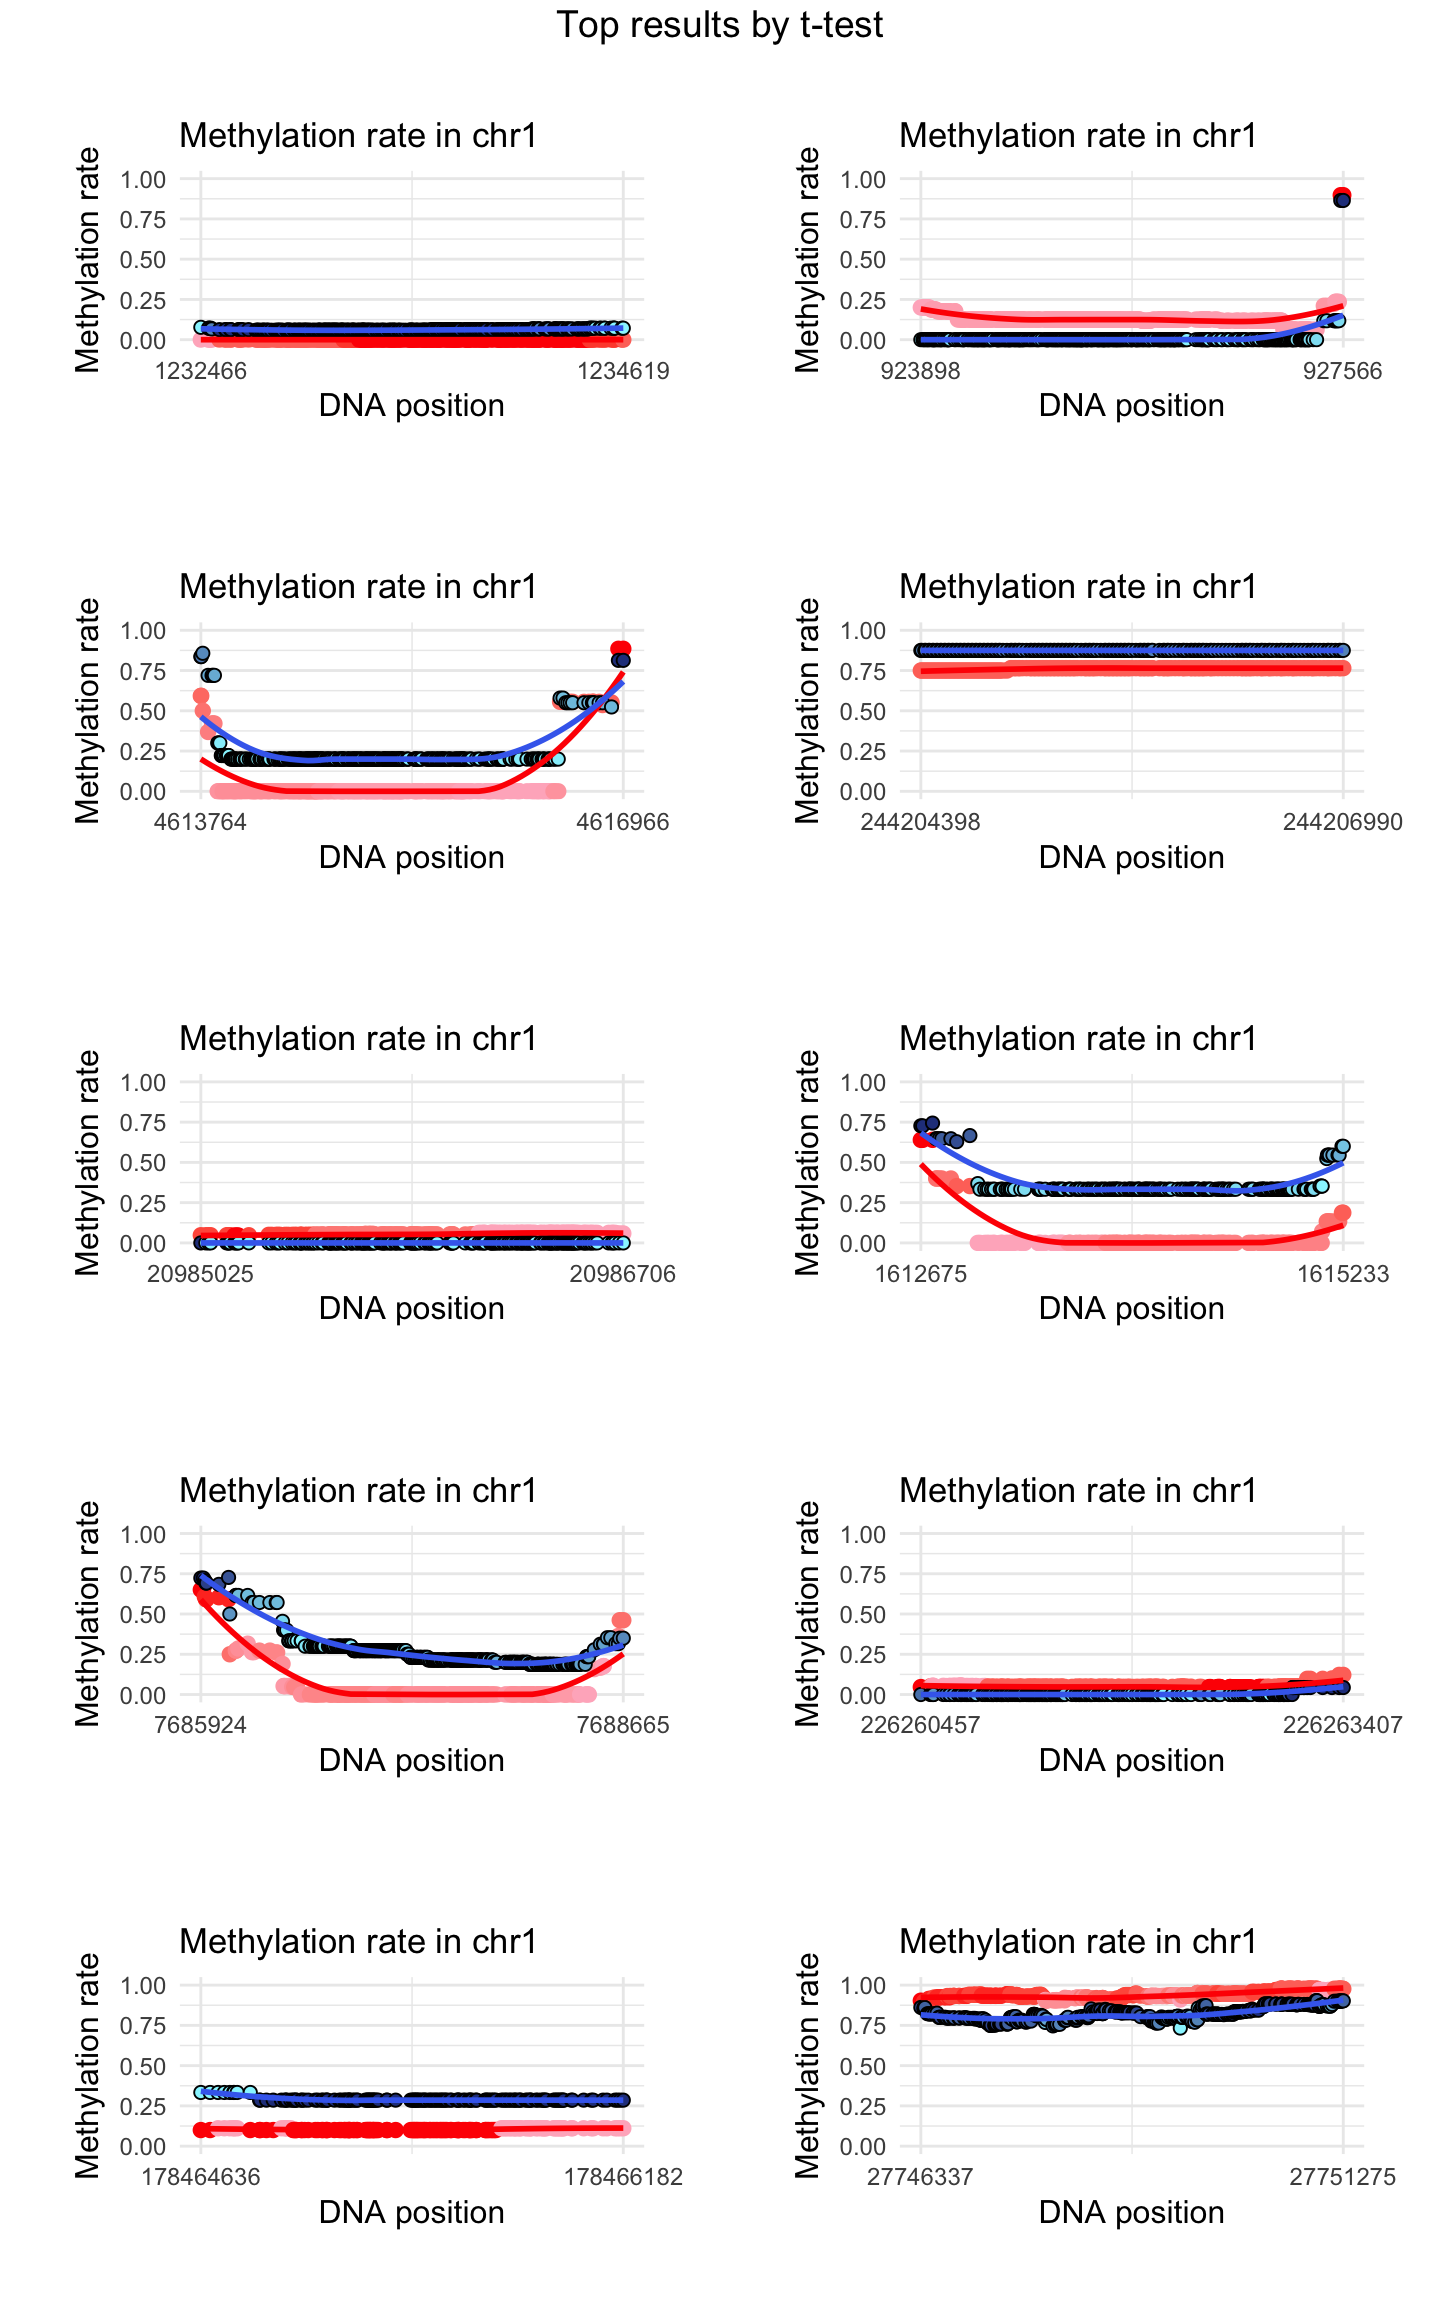 Top results by t-test
Methylation rate in chr1
Methylation rate
1.00
0.75
0.50
0.25
0.00
1232466
1234619
DNA position
Methylation rate in chr1
Methylation rate
1.00
0.75
0.50
0.25
0.00
923898
927566
DNA position
Methylation rate in chr1
Methylation rate
1.00
0.75
0.50
0.25
0.00
4613764
4616966
DNA position
Methylation rate in chr1
Methylation rate
1.00
0.75
0.50
0.25
0.00
244204398
244206990
DNA position
Methylation rate in chr1
Methylation rate
1.00
0.75
0.50
0.25
0.00
20985025
20986706
DNA position
Methylation rate in chr1
Methylation rate
1.00
0.75
0.50
0.25
0.00
1612675
1615233
DNA position
Methylation rate in chr1
Methylation rate
1.00
0.75
0.50
0.25
0.00
7685924
7688665
DNA position
Methylation rate in chr1
Methylation rate
1.00
0.75
0.50
0.25
0.00
226260457
226263407
DNA position
Methylation rate in chr1
Methylation rate
1.00
0.75
0.50
0.25
0.00
178464636
178466182
DNA position
Methylation rate in chr1
Methylation rate
1.00
0.75
0.50
0.25
0.00
27746337
27751275
DNA position